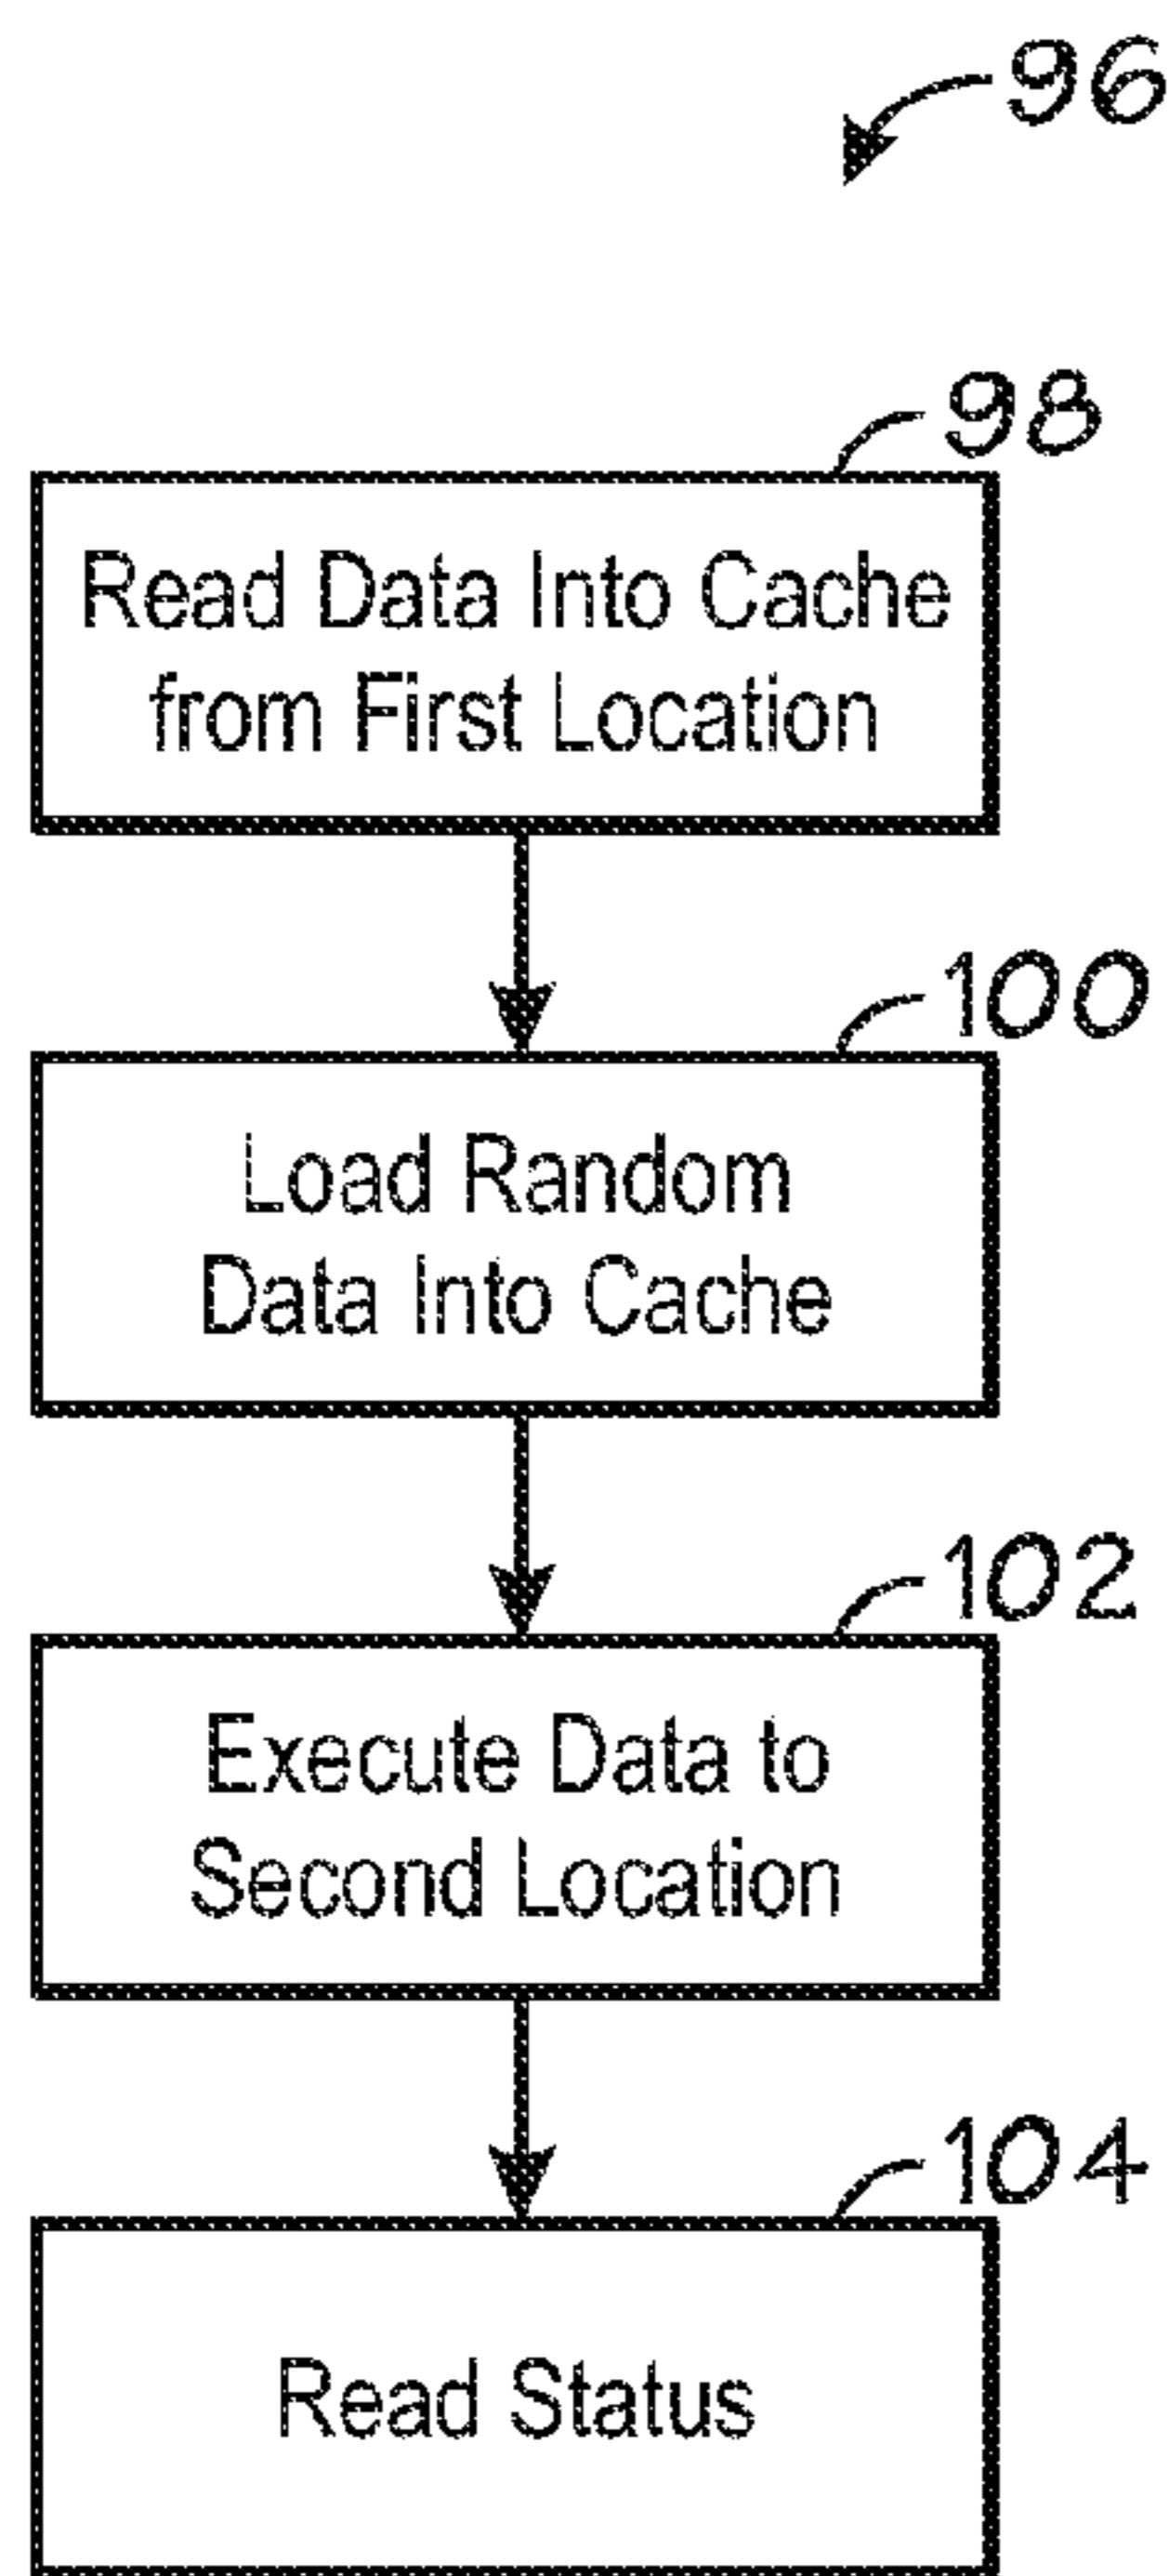 96
98
Read Data Into Cache
from First Location
100
Load Random
Data Into Cache
102
Execute Data to
Second Location
104
Read Status